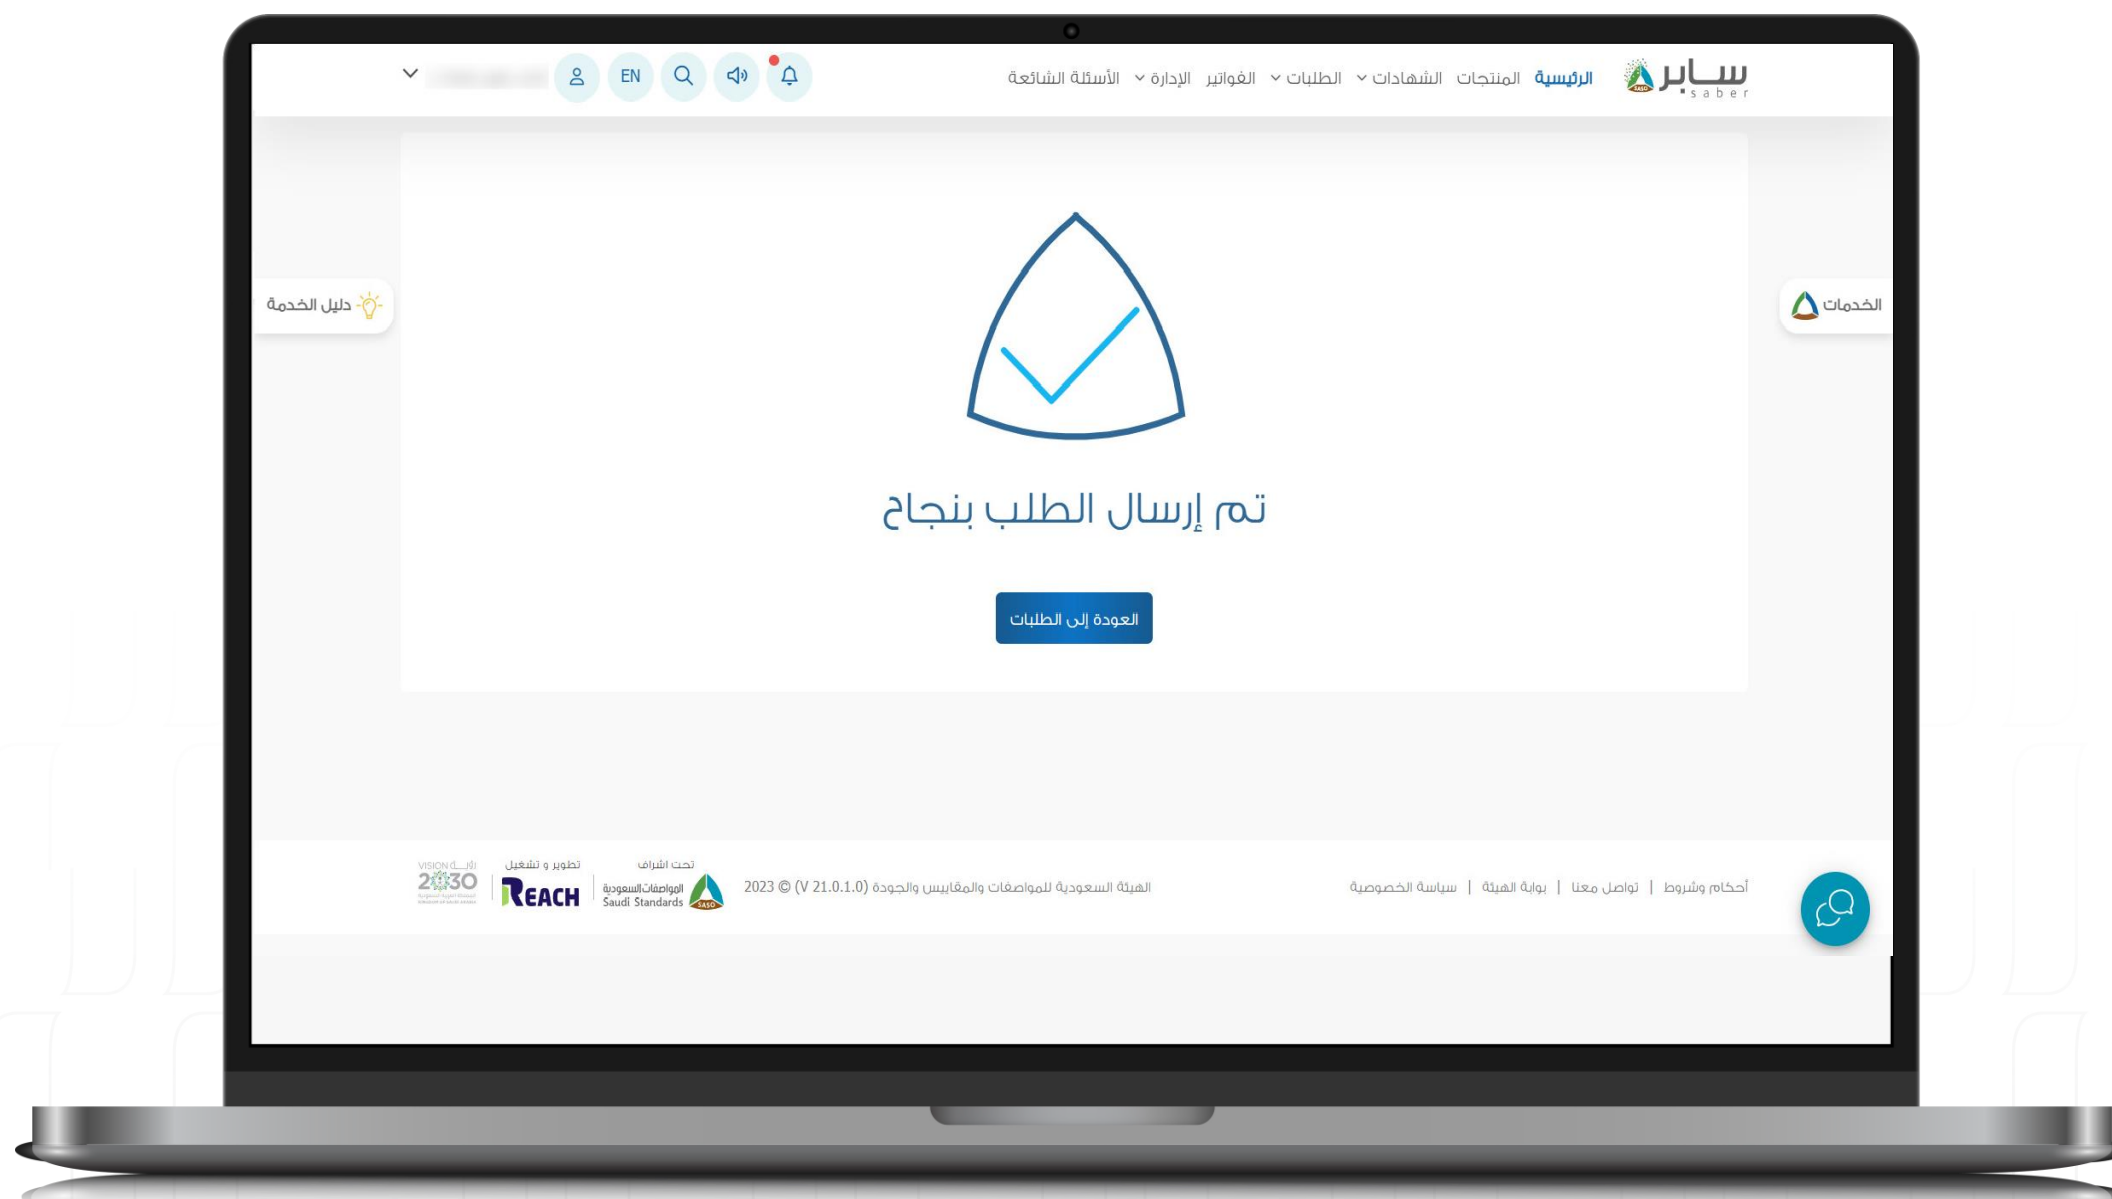 سابر
saber
الرئيسية المنتجات الشهادات الطلبات الفواتير الإدارة الأسئلة الشائعة
EN
الخدمات
دليل الخدمة
تم إرسال الطلب بنجاح
العودة إلى الطلبات
أحكام وشروط | تواصل معنا | بوابة الهيئة | سياسة الخصوصية
الهيئة السعودية للمواصفات والمقاييس والجودة (V 21.0.1.0) © 2023
تحت اشراف
المواصفات السعودية
Saudi Standards
SASO
تطوير و تشغيل
REACH
VISION رؤيـــة
2030